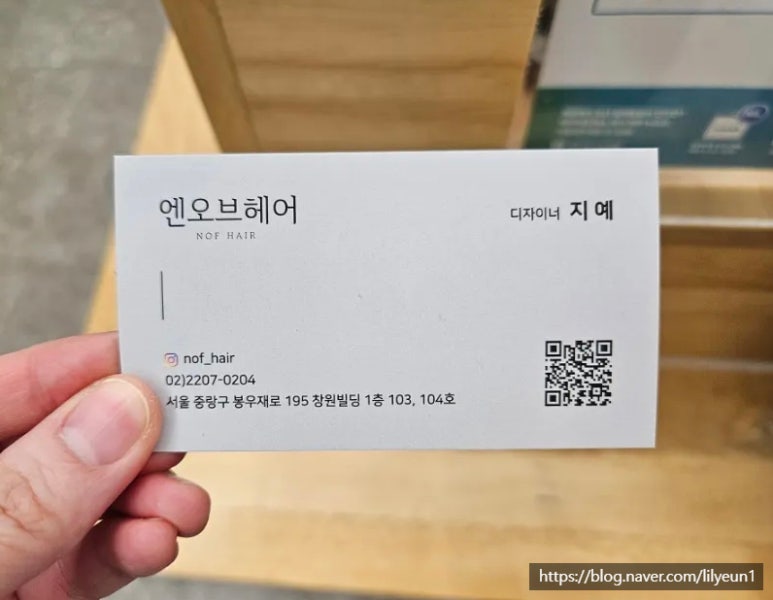 엔오브헤어
NOF HAIR
디자이너 지예
nof_hair
02)2207-0204
서울 중랑구 봉우재로 195 창원빌딩 1층 103, 104호
https://blog.naver.com/lilyeun1